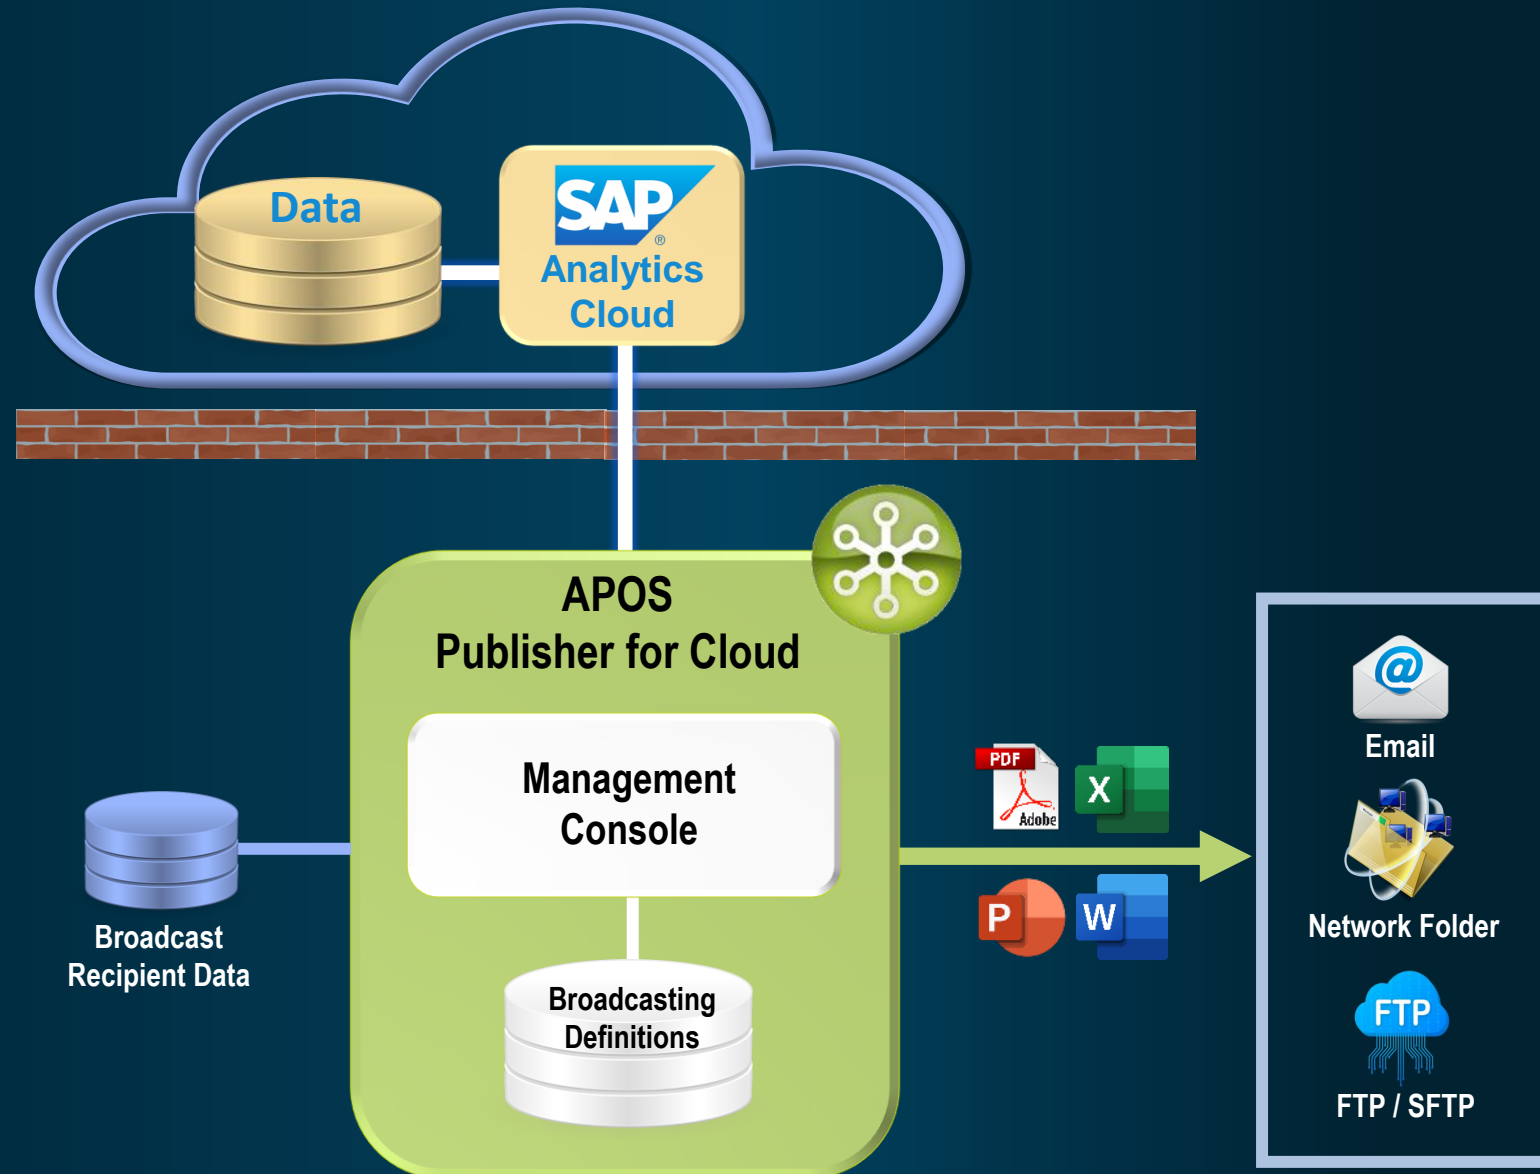 Data
SAP
®
Analytics
Cloud
APOS
Publisher for Cloud
Management
Console
Broadcasting
Definitions
Broadcast
Recipient Data
PDF
Adobe
X
P
W
@
Email
Network Folder
FTP
FTP / SFTP